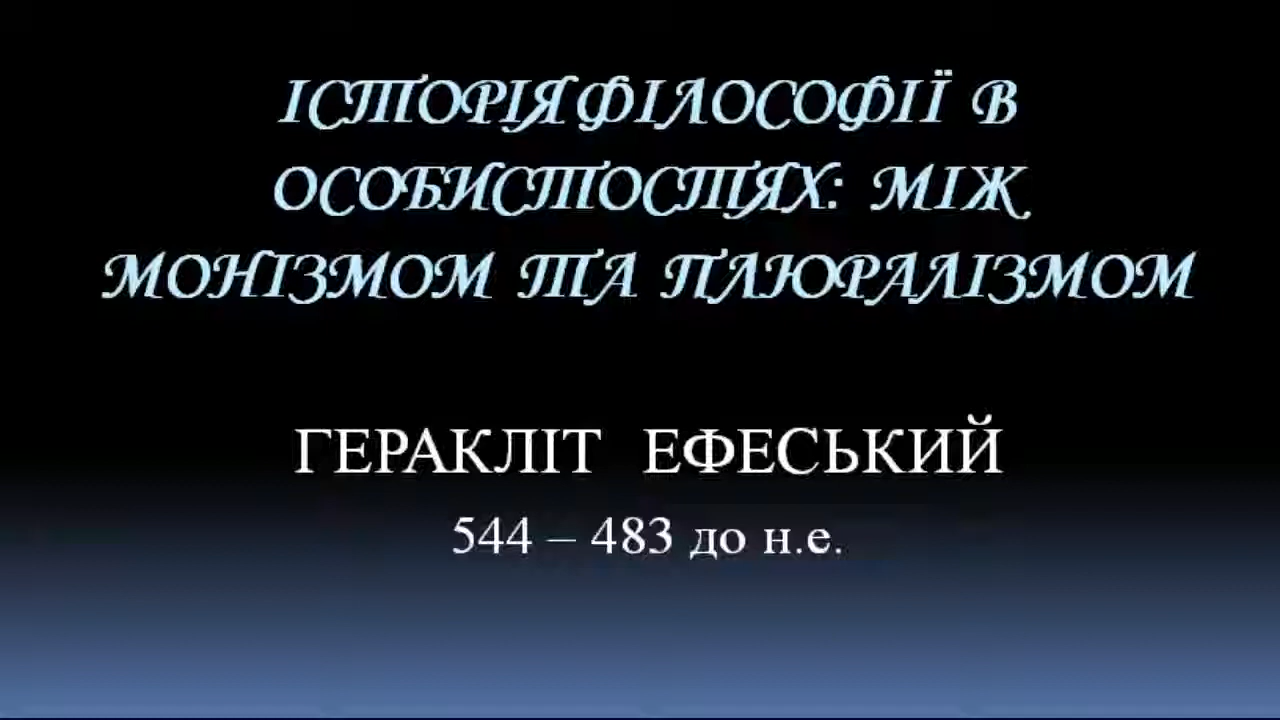 ІСТОРІЯ ФІЛОСОФІЇ В
ОСОБИСТОСТЯХ: МІЖ
МОНІЗМОМ ТА ПЛЮРАЛІЗМОМ
ГЕРАКЛІТ ЕФЕСЬКИЙ
544 – 483 до н.е.